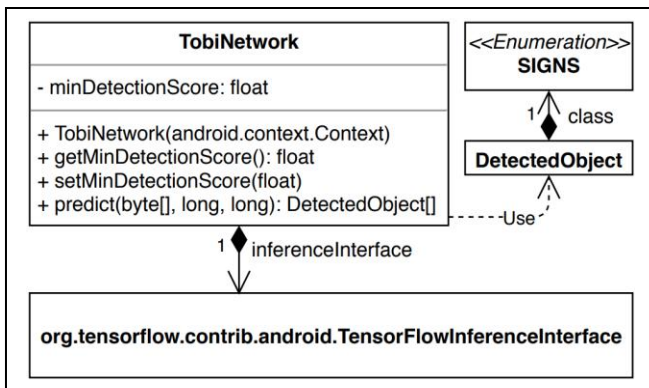 TobiNetwork
- minDetectionScore: float
+ TobiNetwork(android.context.Context)
+ getMinDetectionScore(): float
+ setMinDetectionScore(float)
+ predict(byte[], long, long): DetectedObject[]
<<Enumeration>>
SIGNS
1
class
DetectedObject
Use
1
inferenceInterface
org.tensorflow.contrib.android.TensorFlowInferenceInterface